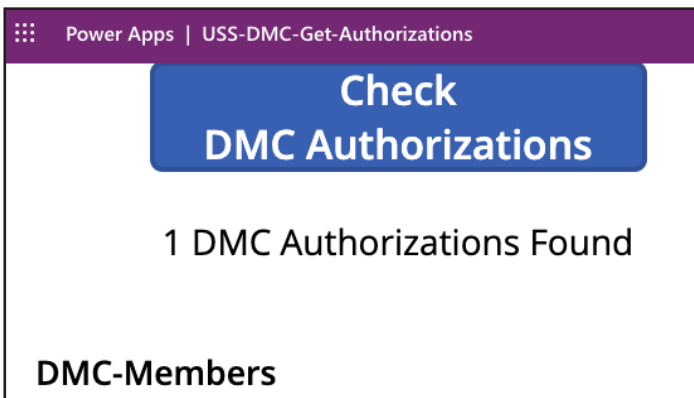 Power Apps | USS-DMC-Get-Authorizations
Check
DMC Authorizations
1 DMC Authorizations Found
DMC-Members